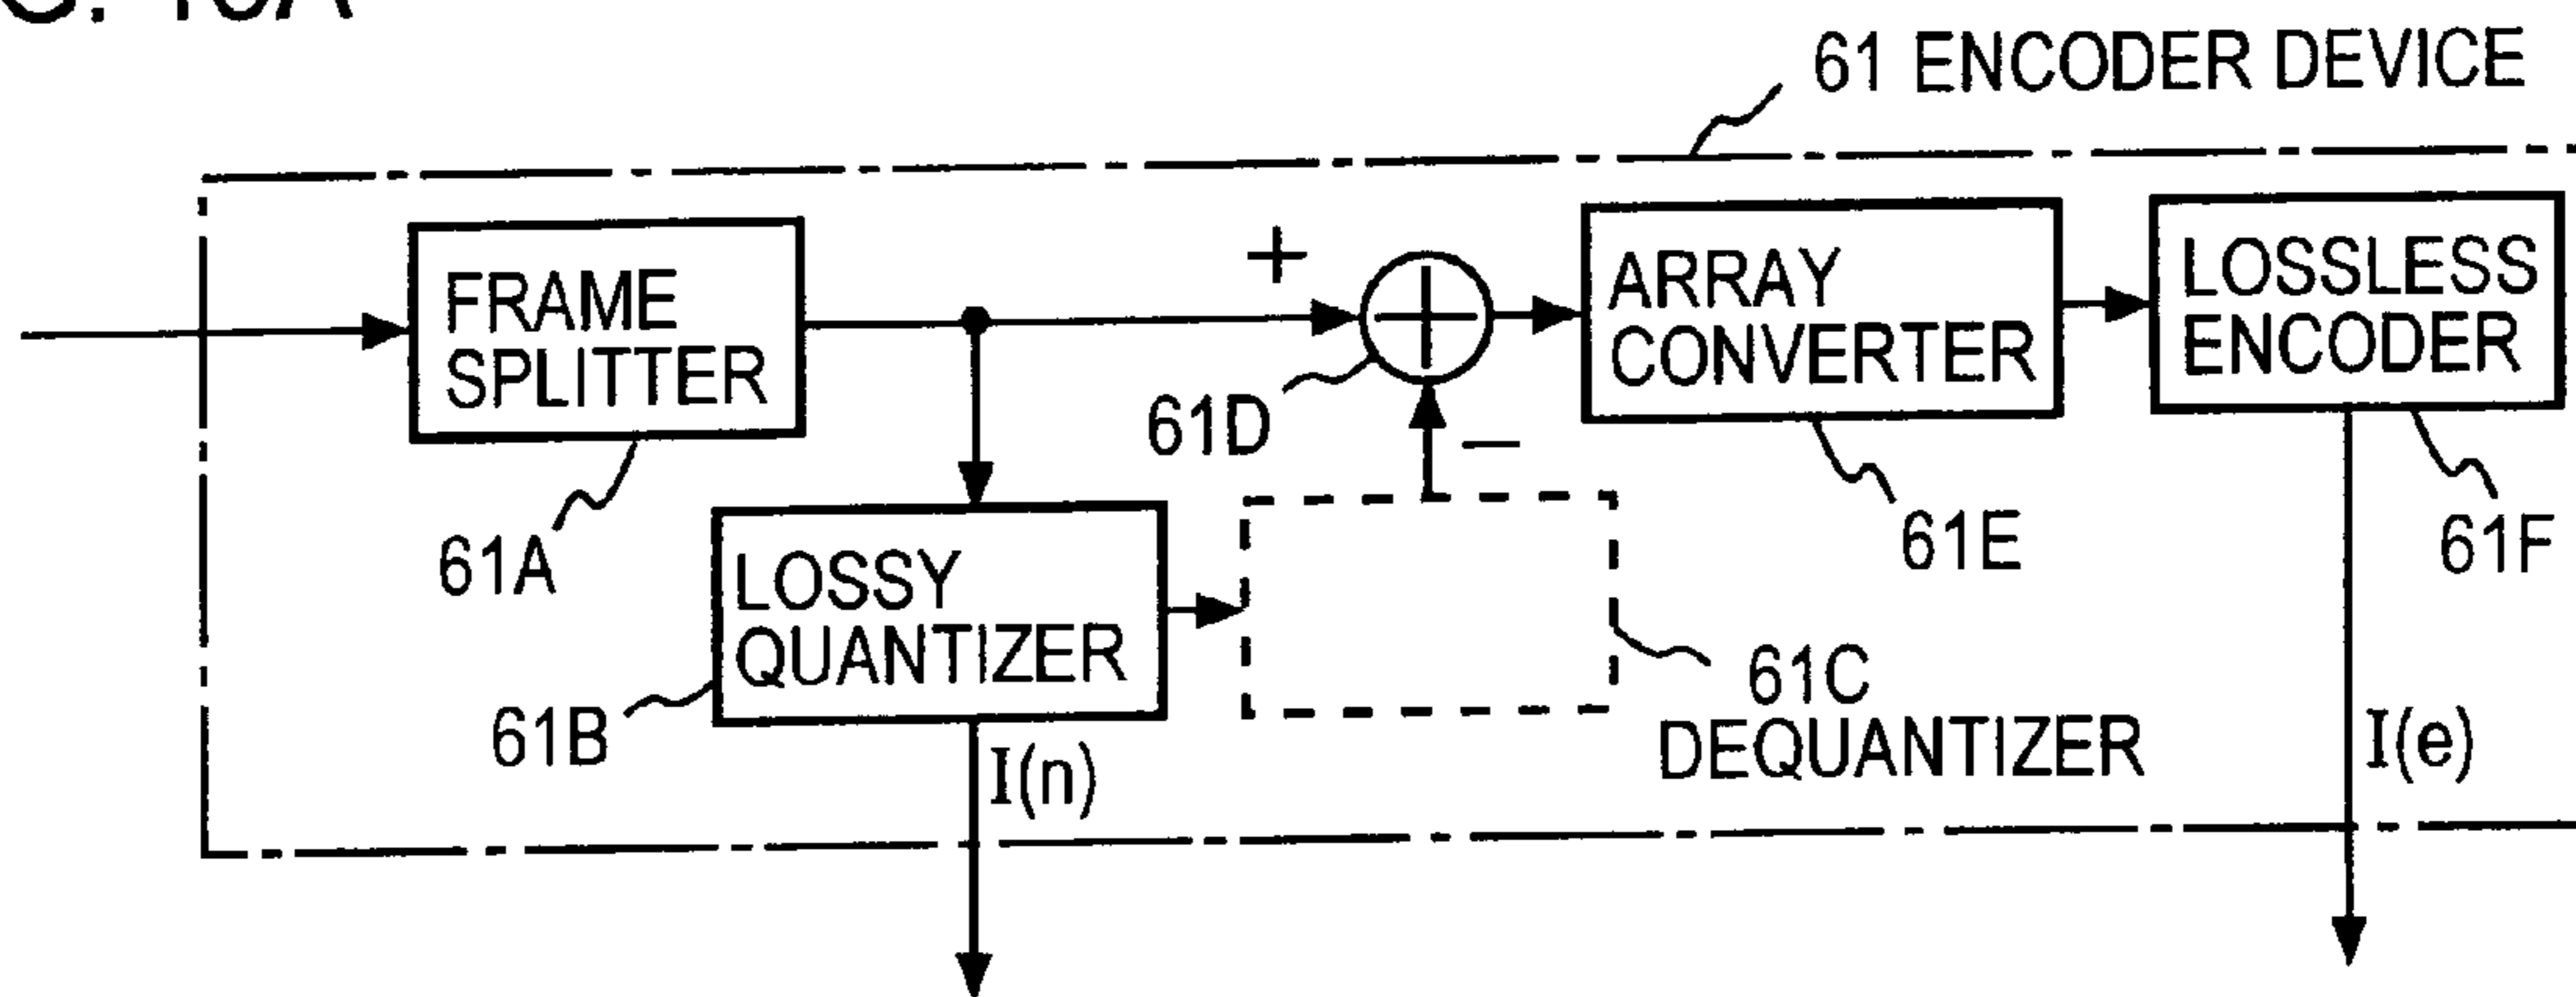 61 ENCODER DEVICE
+
FRAME
SPLITTER
ARRAY
CONVERTER
LOSSLESS
ENCODER
61D
−
61A
61E
61F
LOSSY
QUANTIZER
61B
61C
DEQUANTIZER
I(n)
I(e)